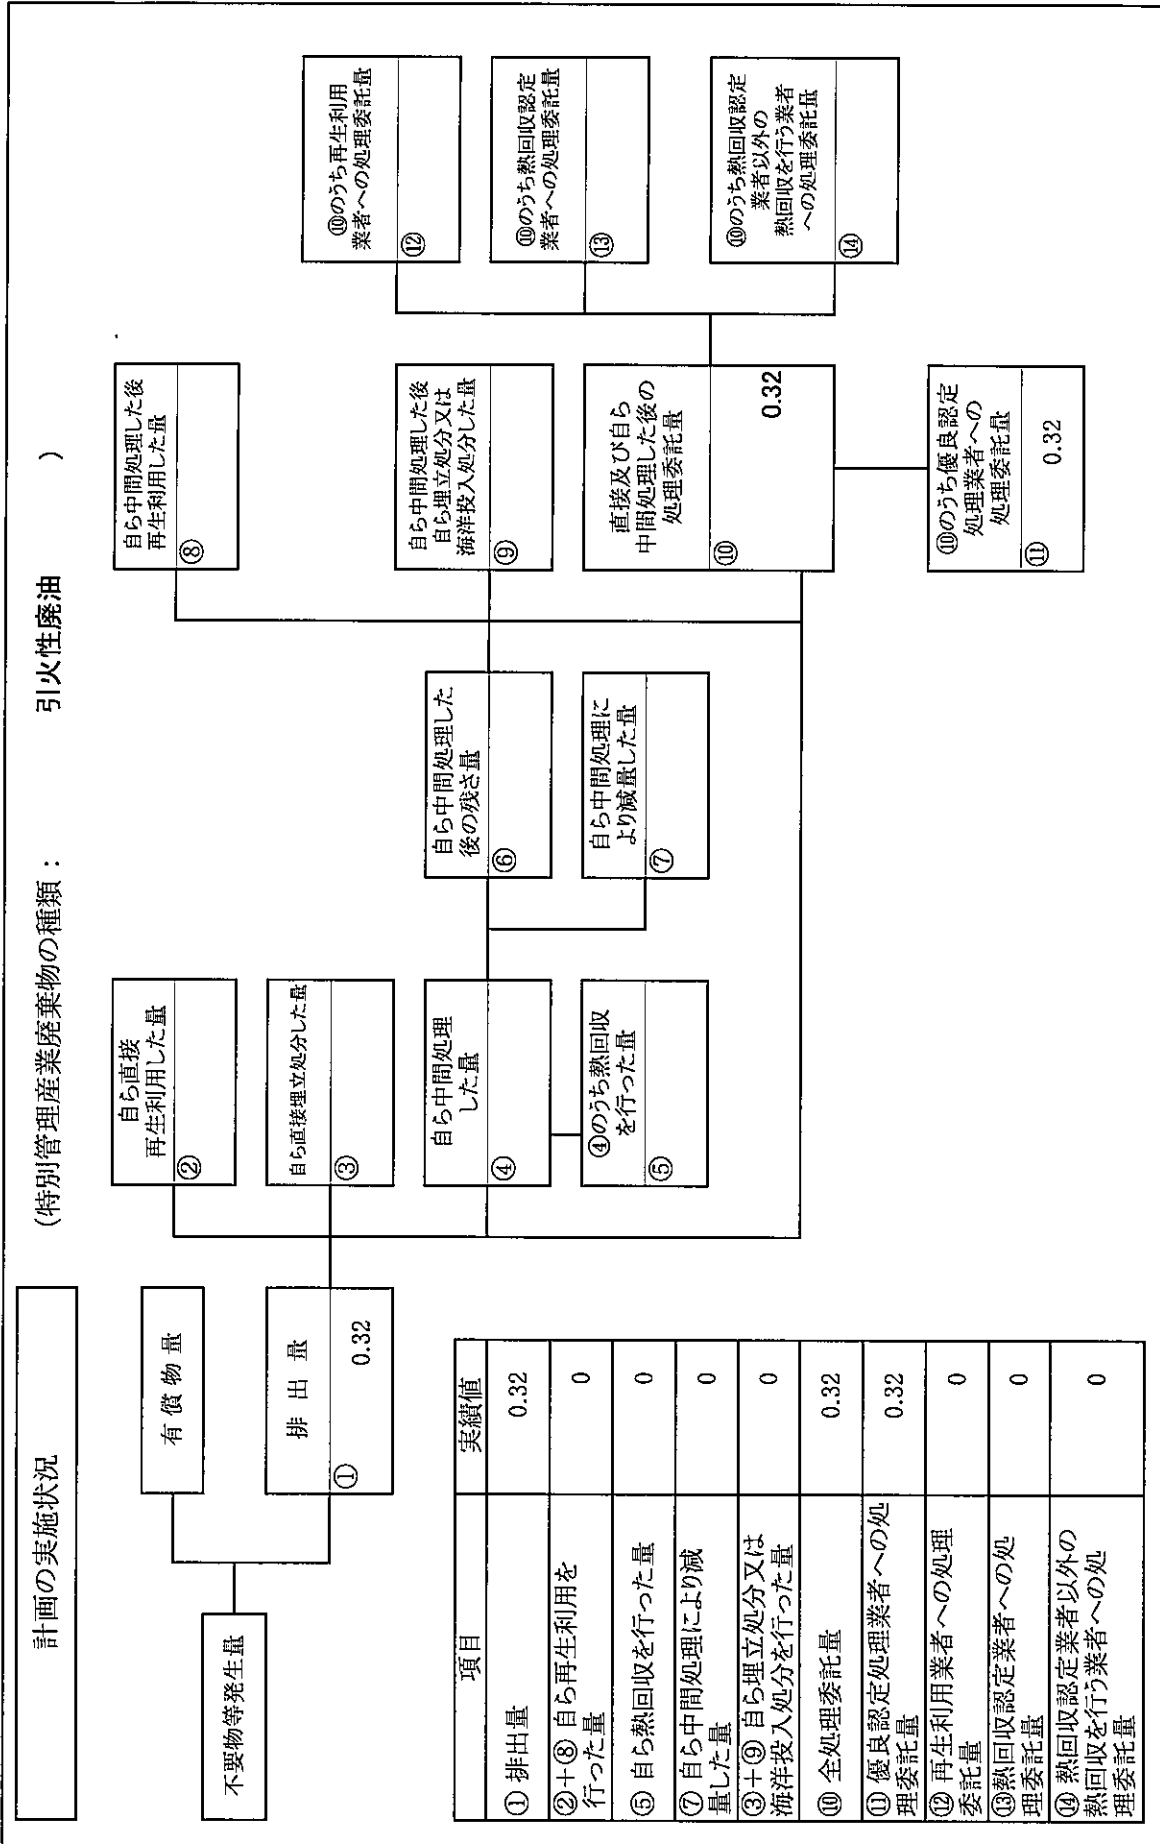 計画の実施状況
(特別管理産業廃棄物の種類： 引火性廃油 )
不要物等発生量
有償物量
排出量
①
0.32
自ら直接
再生利用した量
②
自ら直接埋立処分した量
③
自ら中間処理
した量
④
④のうち熱回収
を行った量
⑤
自ら中間処理した
後の残さ量
⑥
自ら中間処理に
より減量した量
⑦
自ら中間処理した後
再生利用した量
⑧
自ら中間処理した後
自ら埋立処分又は
海洋投入処分した量
⑨
直接及び自ら
中間処理した後の
処理委託量
⑩
0.32
⑩のうち優良認定
処理業者への
処理委託量
⑪
0.32
⑩のうち再生利用
業者への処理委託量
⑫
⑩のうち熱回収認定
業者への処理委託量
⑬
⑩のうち熱回収認定
業者以外の
熱回収を行う業者
への処理委託量
⑭
項目 実績値
① 排出量 0.32
②+⑧ 自ら再生利用を
行った量 0
⑤ 自ら熱回収を行った量 0
⑦ 自ら中間処理により減
量した量 0
③+⑨ 自ら埋立処分又は
海洋投入処分を行った量 0
⑩ 全処理委託量 0.32
⑪ 優良認定処理業者への処
理委託量 0.32
⑫ 再生利用業者への処理
委託量 0
⑬熱回収認定業者への処
理委託量 0
⑭ 熱回収認定業者以外の
熱回収を行う業者への処
理委託量 0